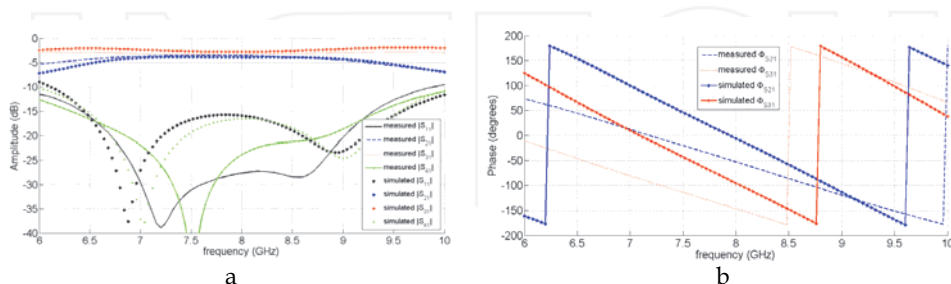 0
-5
-10
-15
-20
-25
-30
-35
-40
Amplitude (dB)
6
6.5
7
7.5
8
8.5
9
9.5
10
frequency (GHz)
measured |S11|
measured |S21|
measured |S31|
measured |S41|
simulated |S11|
simulated |S21|
simulated |S31|
simulated |S41|
a
200
150
100
50
0
-50
-100
-150
-200
Phase (degrees)
6
6.5
7
7.5
8
8.5
9
9.5
10
frequency (GHz)
measured ΦS21
measured ΦS31
simulated ΦS21
simulated ΦS31
b